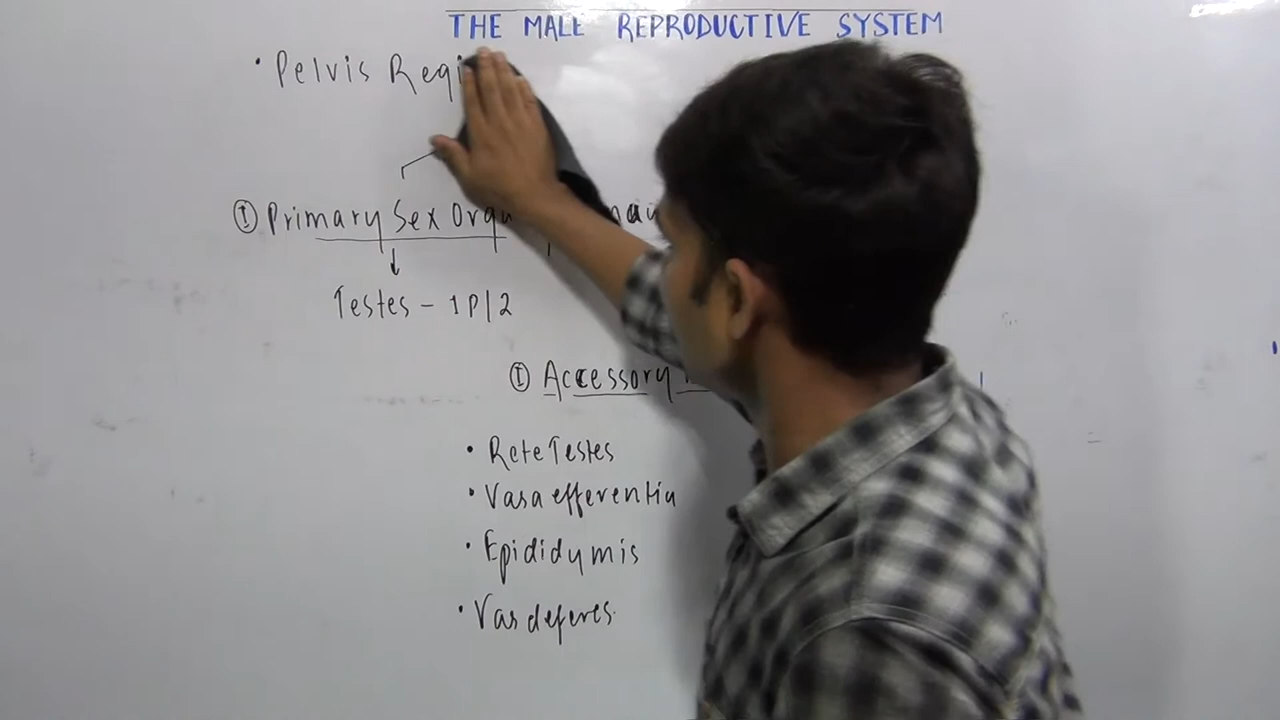 THE MALE REPRODUCTIVE SYSTEM
• Pelvis Regi
① Primary Sex Orga
Testes - 1P/2
① Accessory
• Rete Testes
• Vasa efferentia
• Epididymis
• Vas deferes